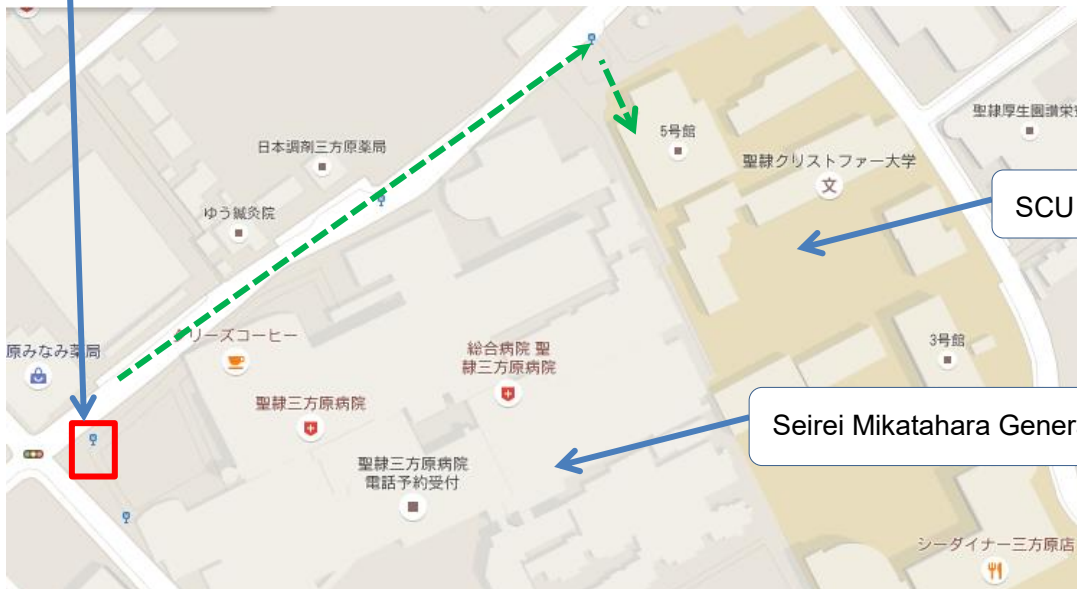 日本調剤三方原薬局
5号館
聖隷厚生園讃栄
聖隷クリストファー大学
文
SCU
ゆう鍼灸院
タリーズコーヒー
原みなみ薬局
総合病院 聖
隷三方原病院
3号館
聖隷三方原病院
Seirei Mikatahara Gener
聖隷三方原病院
電話予約受付
シーダイナー三方原店